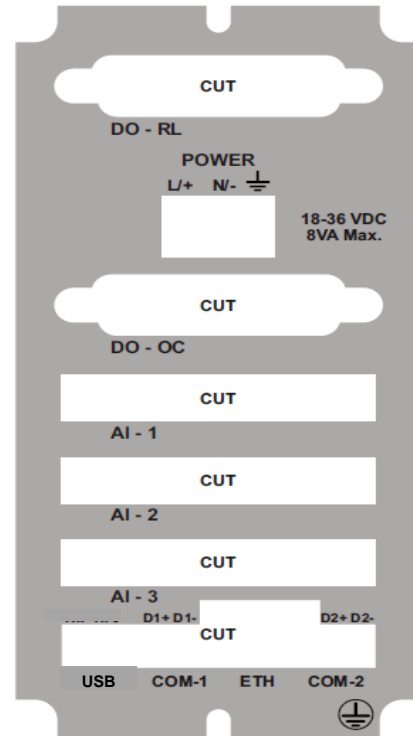 CUT
DO - RL
POWER
L/+ N/-
18-36 VDC
8VA Max.
CUT
DO - OC
CUT
AI - 1
CUT
AI - 2
CUT
AI - 3
D1+ D1- D2+ D2-
CUT
USB COM-1 ETH COM-2